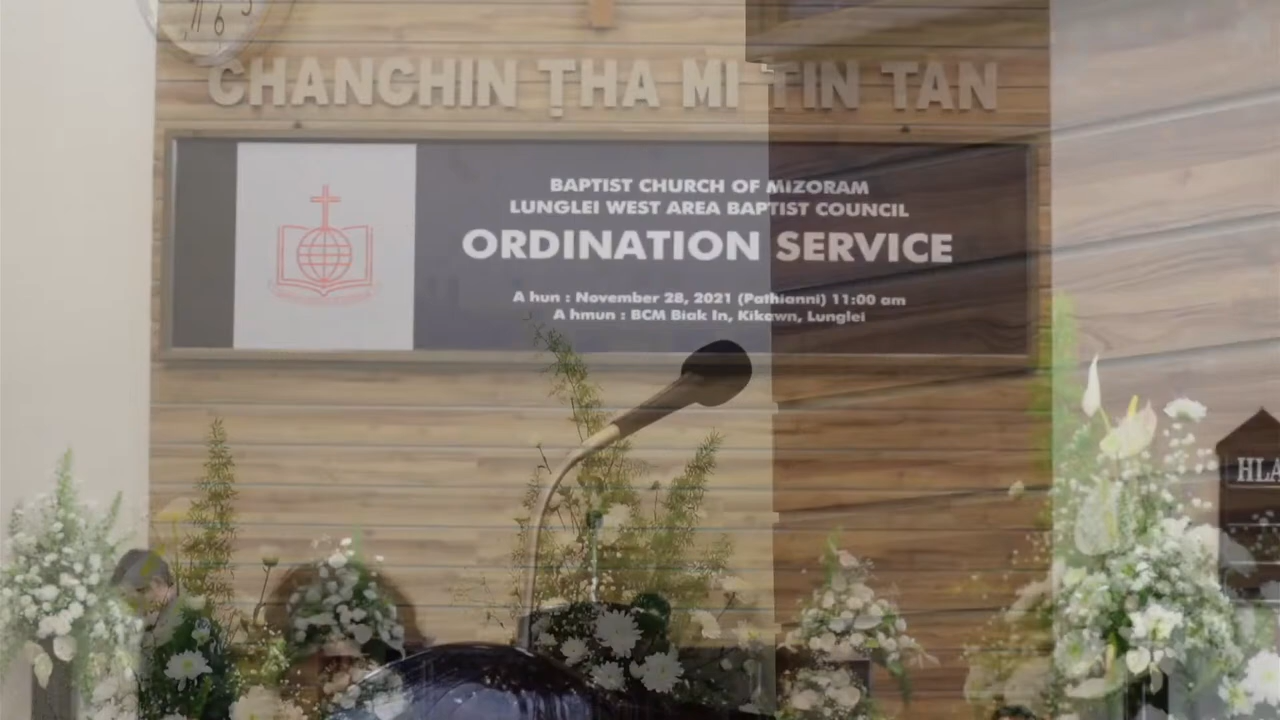 CHANCHIN ṬHA MI TIN TAN
BAPTIST CHURCH OF MIZORAM
LUNGLEI WEST AREA BAPTIST COUNCIL
ORDINATION SERVICE
A hun : November 28, 2021 (Pathianni) 11:00 am
A hmun : BCM Biak In, Kikawn, Lunglei